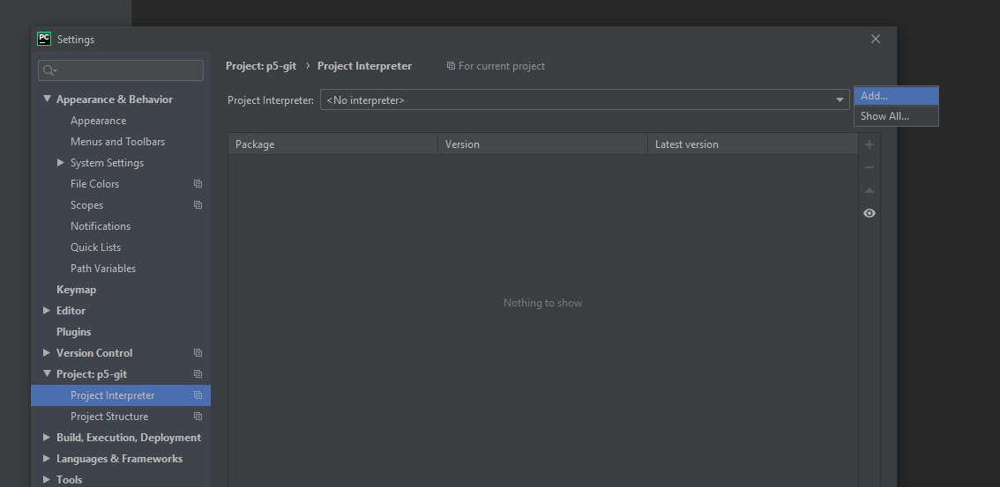 PC Settings
Project: p5-git › Project Interpreter For current project
Appearance & Behavior
Project Interpreter: <No interpreter> Add...
Show All...
Appearance
Menus and Toolbars
System Settings
File Colors
Scopes
Notifications
Quick Lists
Path Variables
Keymap
Editor
Plugins
Version Control
Project: p5-git
Project Interpreter
Project Structure
Build, Execution, Deployment
Languages & Frameworks
Tools
Package Version Latest version
Nothing to show